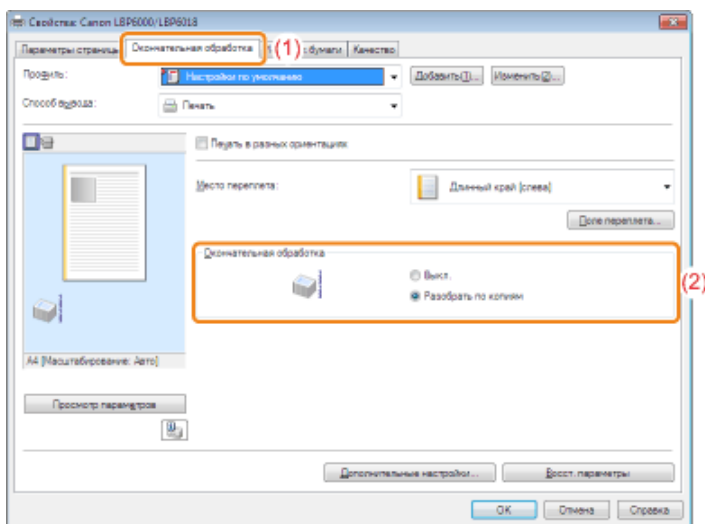 Свойства: Canon LBP6000/LBP6018
Параметры страницы Окончательная обработка (1) бумаги Качество
Профиль: Настройки по умолчанию Добавить(1)... Изменить(2)...
Способ вывода: Печать
Печать в разных ориентациях
Место переплета: Длинный край [слева]
Поле переплета...
Окончательная обработка
Выкл.
(2)
Разобрать по копиям
A4 [Масштабирование: Авто]
Просмотр параметров
Дополнительные настройки... Восст. параметры
OK Отмена Справка